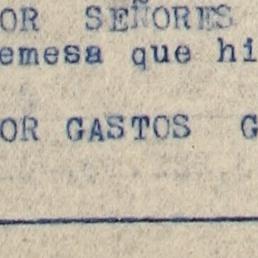 OR SEÑORES
emesa que hi
OR GASTOS G